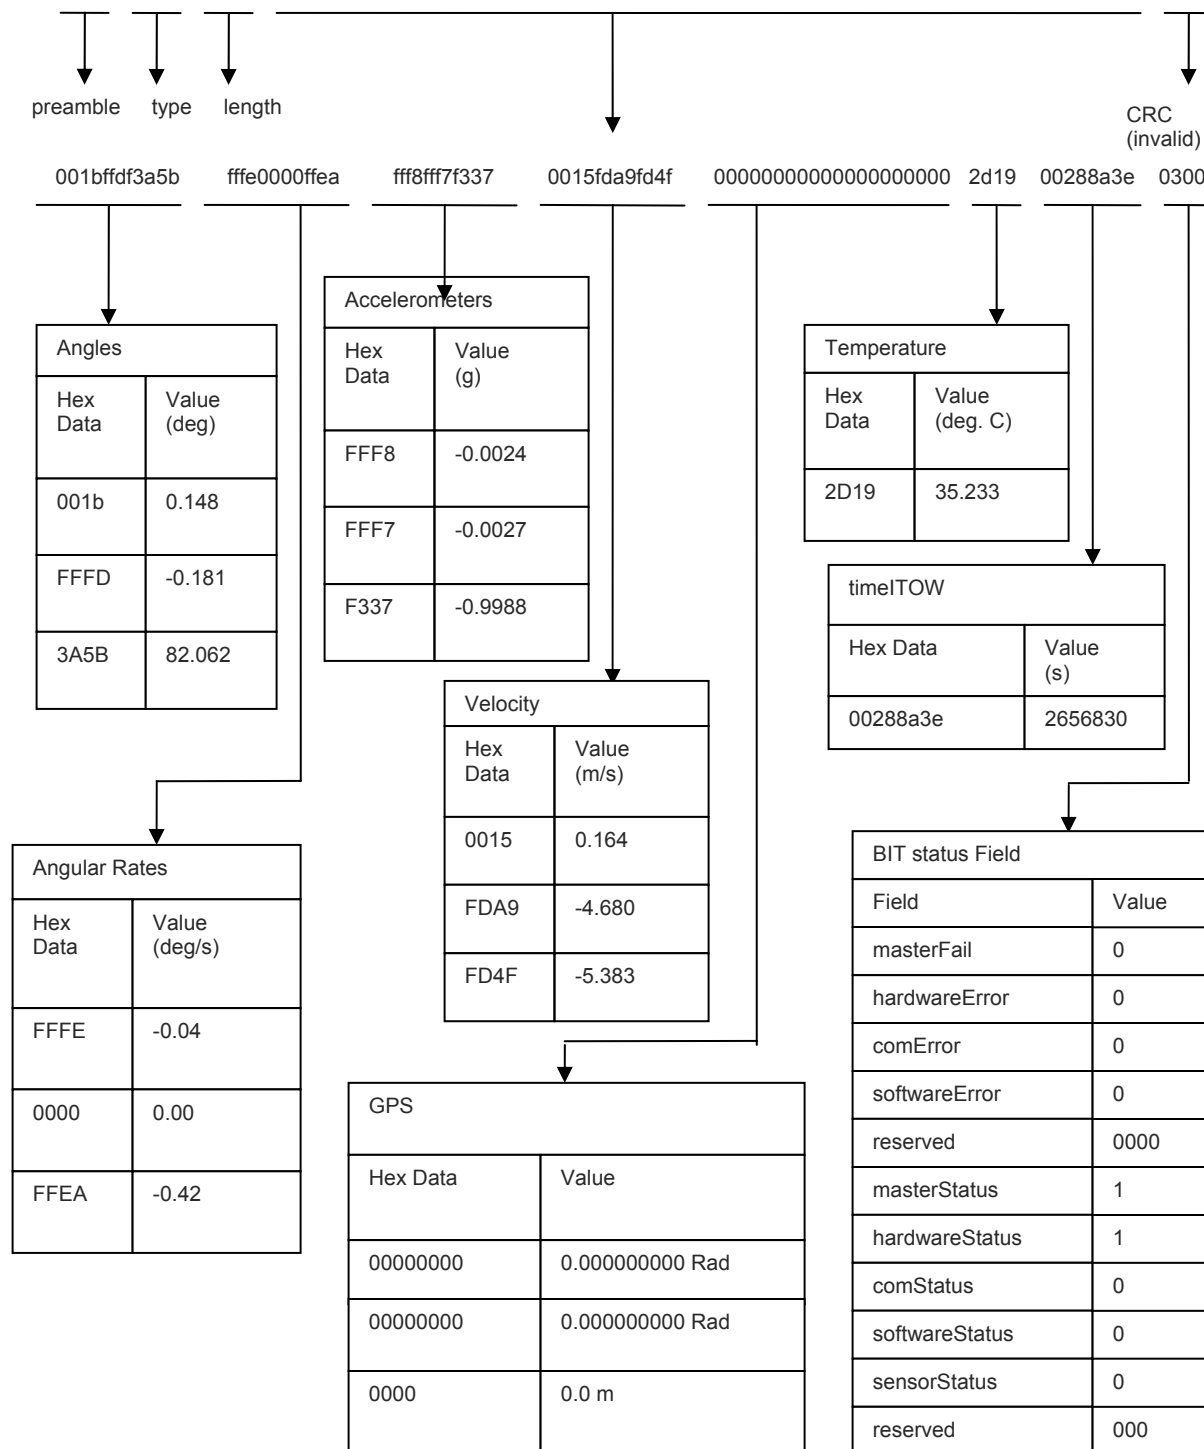 preamble type length
CRC
(invalid)
001bffdf3a5b fffe0000ffea fff8fff7f337 0015fda9fd4f 00000000000000000000 2d19 00288a3e 0300
Angles
Hex Data Value (deg)
001b 0.148
FFFD -0.181
3A5B 82.062
Accelerometers
Hex Data Value (g)
FFF8 -0.0024
FFF7 -0.0027
F337 -0.9988
Temperature
Hex Data Value (deg. C)
2D19 35.233
timeITOW
Hex Data Value (s)
00288a3e 2656830
Velocity
Hex Data Value (m/s)
0015 0.164
FDA9 -4.680
FD4F -5.383
Angular Rates
Hex Data Value (deg/s)
FFFE -0.04
0000 0.00
FFEA -0.42
GPS
Hex Data Value
00000000 0.000000000 Rad
00000000 0.000000000 Rad
0000 0.0 m
BIT status Field
Field Value
masterFail 0
hardwareError 0
comError 0
softwareError 0
reserved 0000
masterStatus 1
hardwareStatus 1
comStatus 0
softwareStatus 0
sensorStatus 0
reserved 000